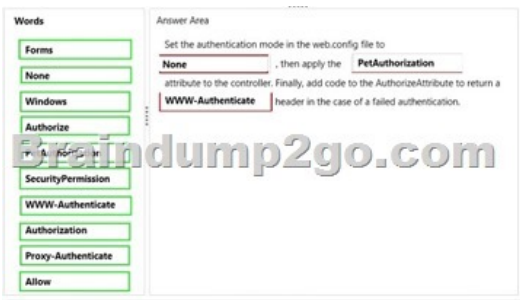 Words
Forms
None
Windows
Authorize
SecurityPermission
WWW-Authenticate
Authorization
Proxy-Authenticate
Allow
Answer Area
Set the authentication mode in the web.config file to
None , then apply the PetAuthorization
attribute to the controller. Finally, add code to the AuthorizeAttribute to return a
WWW-Authenticate header in the case of a failed authentication.
Braindump2go.com